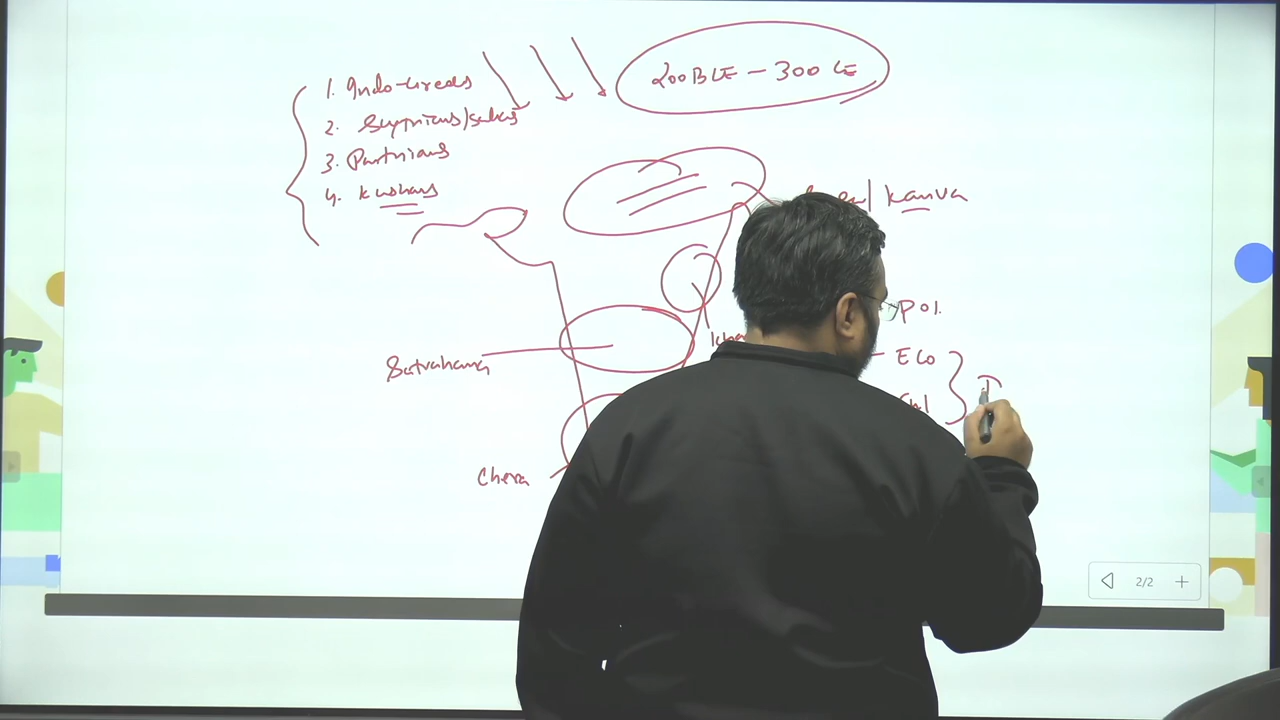 1. Indo-Greeks
200 BCE - 300 CE
2. Scythians/Sakas
3. Parthians
4. Kushans
/ Kanva
Pol.
Eco
Satvahana
Chera
2/2